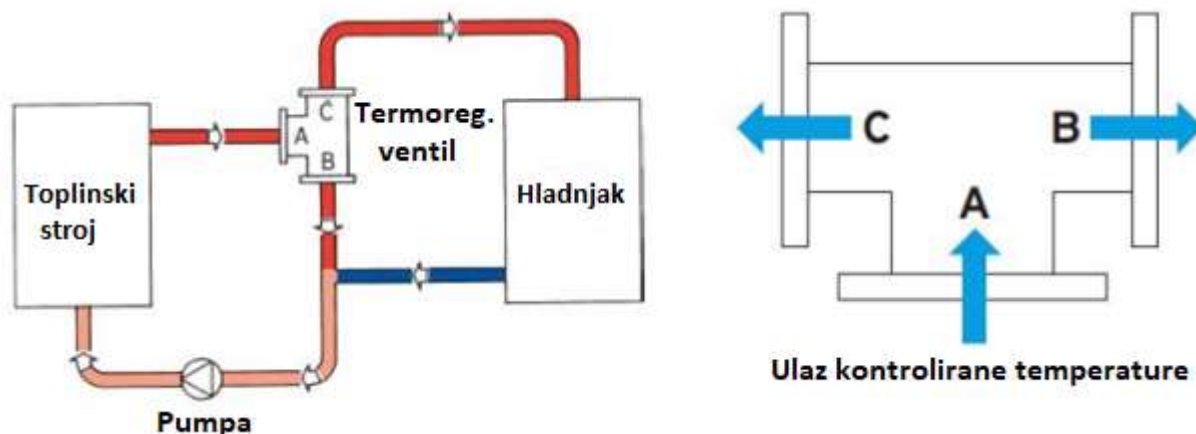 C
A
B
Termoreg.
ventil
Toplinski
stroj
Hladnjak
Pumpa
C
B
A
Ulaz kontrolirane temperature